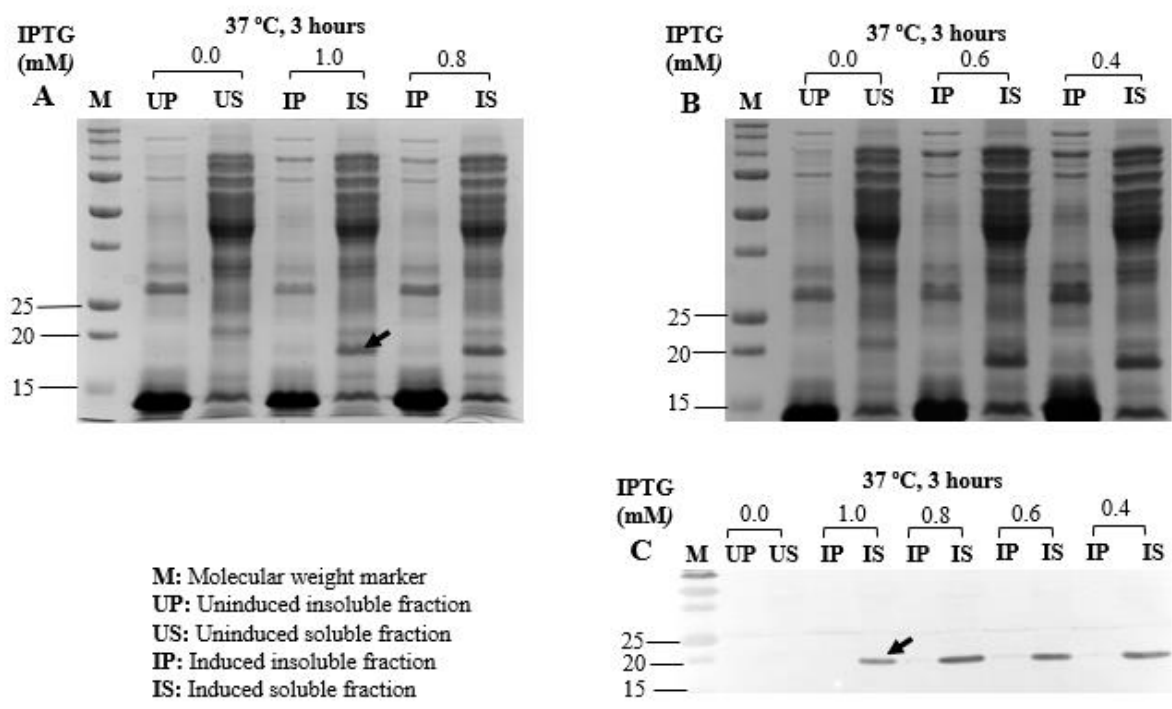 IPTG
(mM)
37 ºC, 3 hours
0.0 1.0 0.8
A M UP US IP IS IP IS
25
20
15
IPTG
(mM)
37 ºC, 3 hours
0.0 0.6 0.4
B M UP US IP IS IP IS
25
20
15
IPTG
(mM)
37 ºC, 3 hours
0.0 1.0 0.8 0.6 0.4
C M UP US IP IS IP IS IP IS IP IS
25
20
15
M: Molecular weight marker
UP: Uninduced insoluble fraction
US: Uninduced soluble fraction
IP: Induced insoluble fraction
IS: Induced soluble fraction